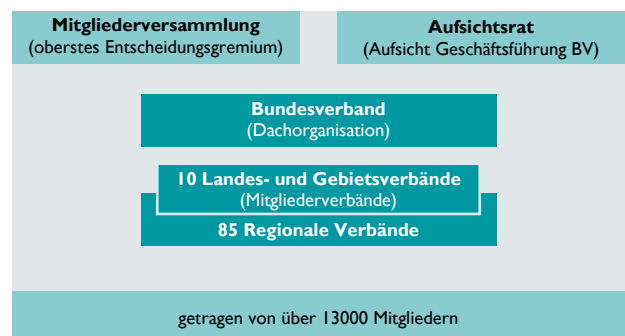 Mitgliederversammlung
(oberstes Entscheidungsgremium)
Aufsichtsrat
(Aufsicht Geschäftsführung BV)
Bundesverband
(Dachorganisation)
10 Landes- und Gebietsverbände
(Mitgliederverbände)
85 Regionale Verbände
getragen von über 13000 Mitgliedern